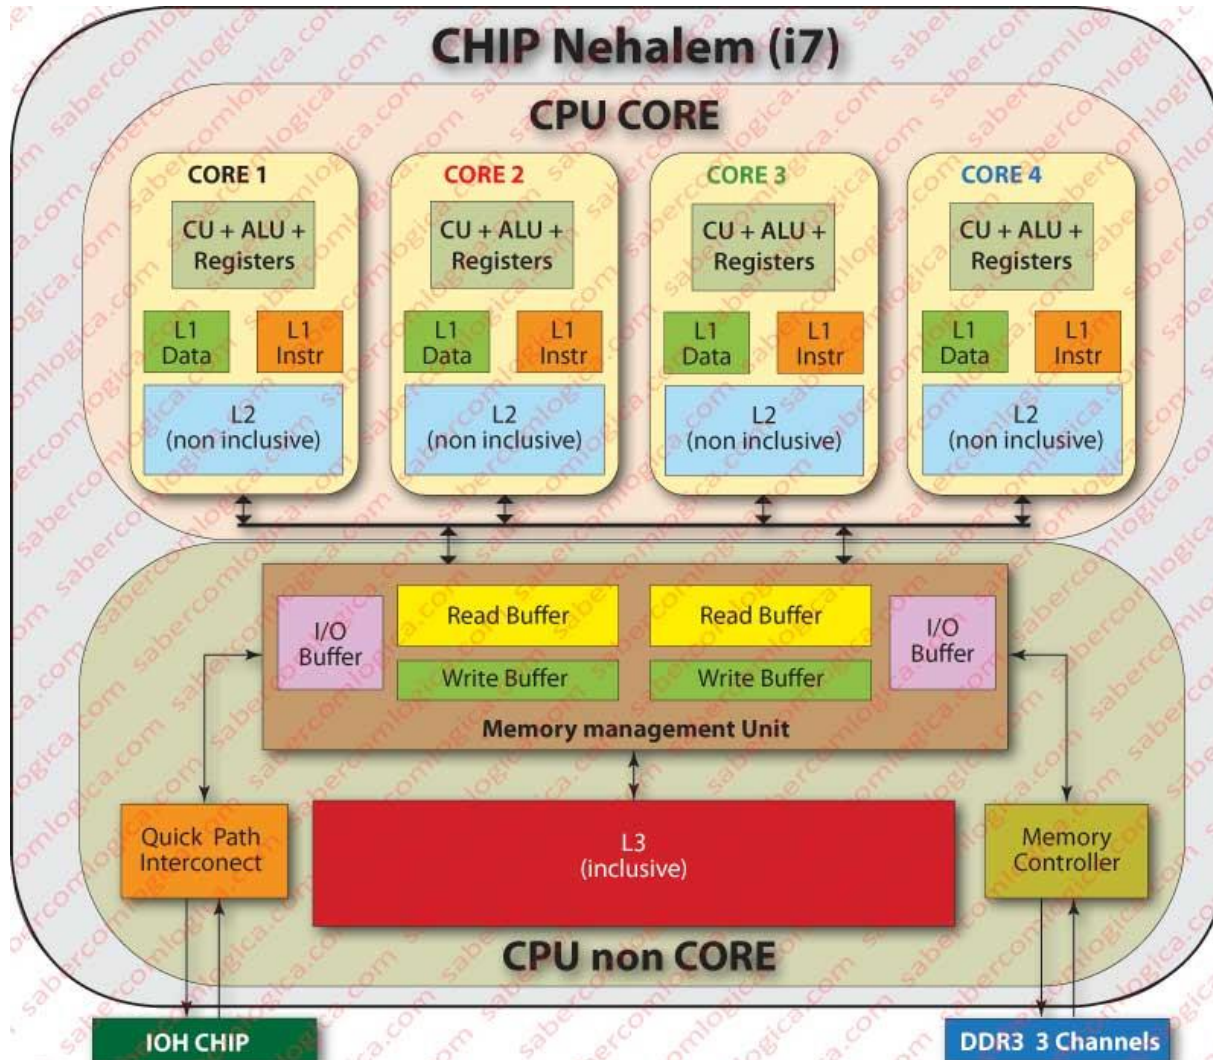 CHIP Nehalem (i7)
CPU CORE
CORE 1
CU + ALU +
Registers
L1
Data
L1
Instr
L2
(non inclusive)
CORE 2
CU + ALU +
Registers
L1
Data
L1
Instr
L2
(non inclusive)
CORE 3
CU + ALU +
Registers
L1
Data
L1
Instr
L2
(non inclusive)
CORE 4
CU + ALU +
Registers
L1
Data
L1
Instr
L2
(non inclusive)
I/O
Buffer
Read Buffer
Write Buffer
Read Buffer
Write Buffer
I/O
Buffer
Memory management Unit
Quick Path
Interconect
L3
(inclusive)
Memory
Controller
CPU non CORE
IOH CHIP
DDR3 3 Channels
sabercomlogica.com